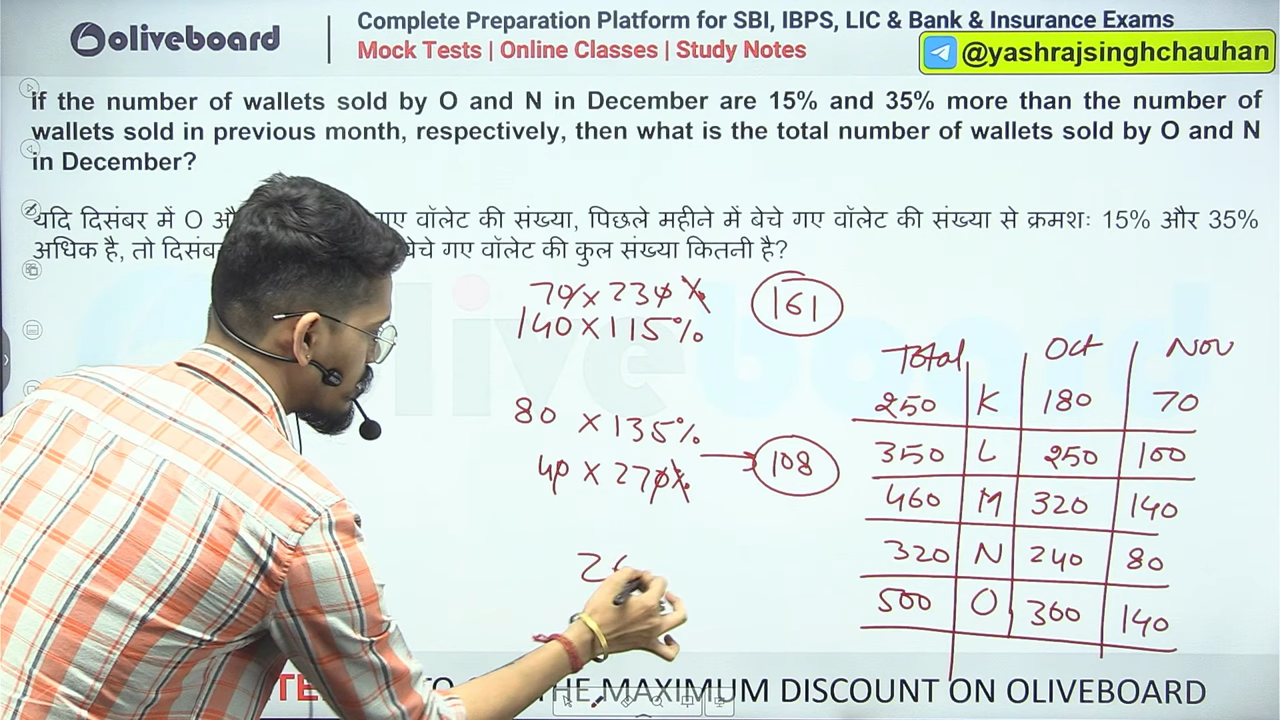 oliveboard
Complete Preparation Platform for SBI, IBPS, LIC & Bank & Insurance Exams
Mock Tests | Online Classes | Study Notes
@yashrajsinghchauhan
If the number of wallets sold by O and N in December are 15% and 35% more than the number of
wallets sold in previous month, respectively, then what is the total number of wallets sold by O and N
in December?
यदि दिसंबर में O गए वॉलेट की संख्या, पिछले महीने में बेचे गए वॉलेट की संख्या से क्रमशः 15% और 35%
अधिक है, तो बेचे गए वॉलेट की कुल संख्या कितनी है?
70 x 230 % 161
140 x 115%
80 x 135%
40 x 270% 108
26
Total Oct Nov
250 K 180 70
350 L 250 100
460 M 320 140
320 N 240 80
500 O 360 140
THE MAXIMUM DISCOUNT ON OLIVEBOARD